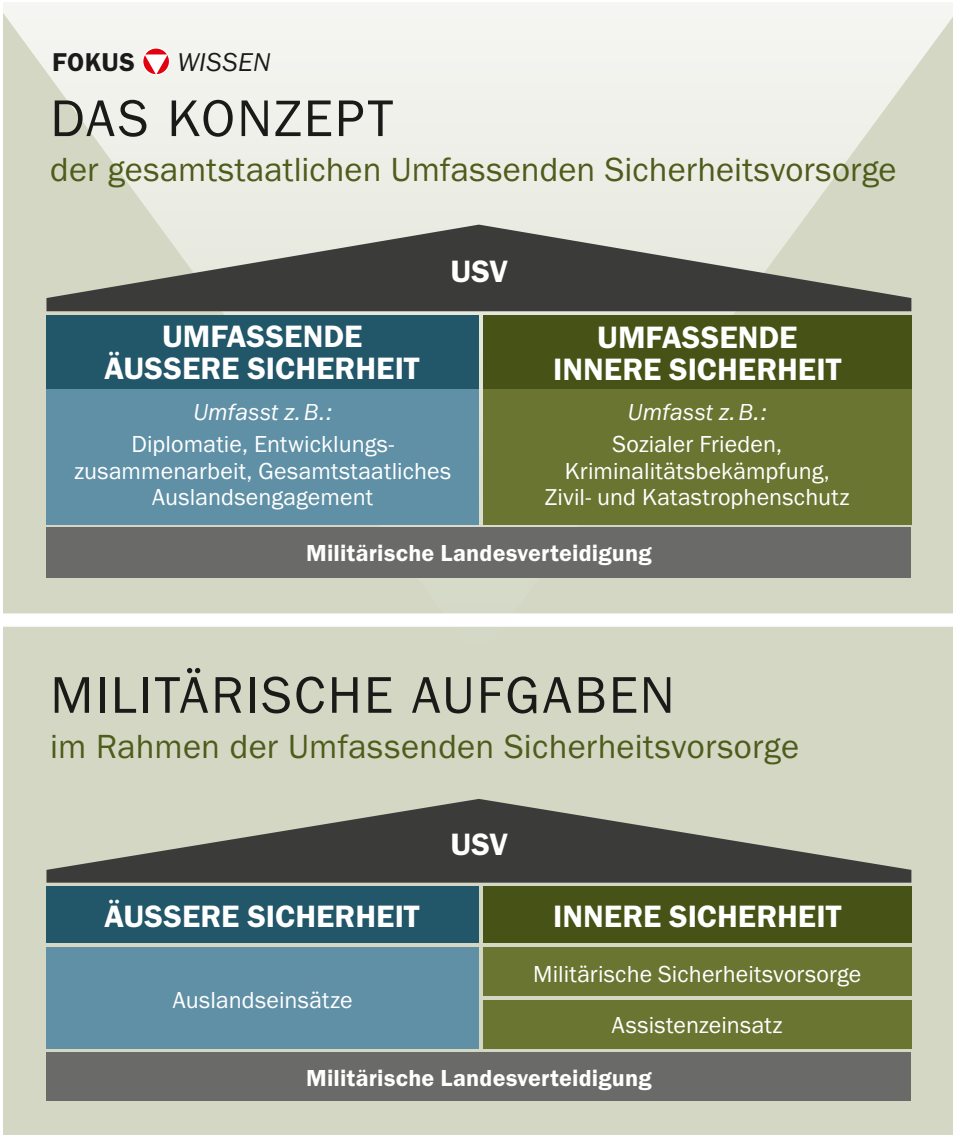 FOKUS WISSEN
DAS KONZEPT
der gesamtstaatlichen Umfassenden Sicherheitsvorsorge
USV
UMFASSENDE
ÄUSSERE SICHERHEIT
Umfasst z. B.:
Diplomatie, Entwicklungs-
zusammenarbeit, Gesamtstaatliches
Auslandsengagement
UMFASSENDE
INNERE SICHERHEIT
Umfasst z. B.:
Sozialer Frieden,
Kriminalitätsbekämpfung,
Zivil- und Katastrophenschutz
Militärische Landesverteidigung
MILITÄRISCHE AUFGABEN
im Rahmen der Umfassenden Sicherheitsvorsorge
USV
ÄUSSERE SICHERHEIT
Auslandseinsätze
INNERE SICHERHEIT
Militärische Sicherheitsvorsorge
Assistenzeinsatz
Militärische Landesverteidigung